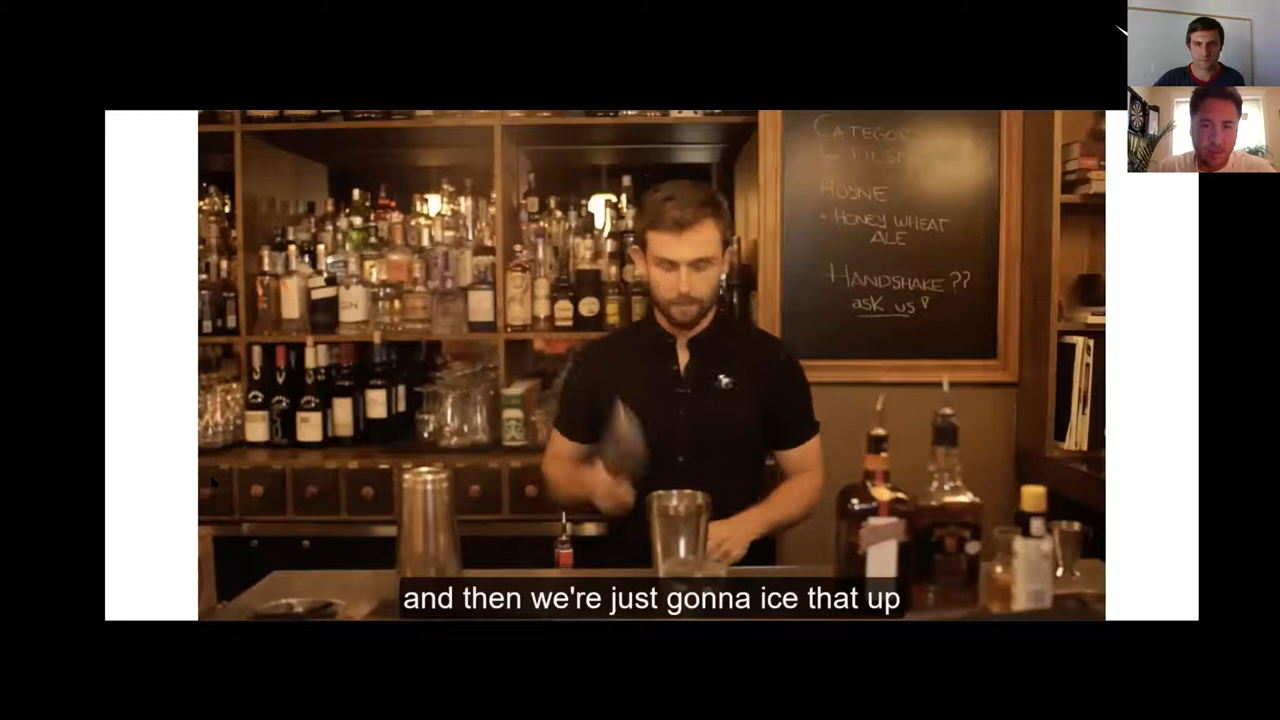 HOYNE
• HONEY WHEAT
ALE
HANDSHAKE??
ask us!
and then we're just gonna ice that up